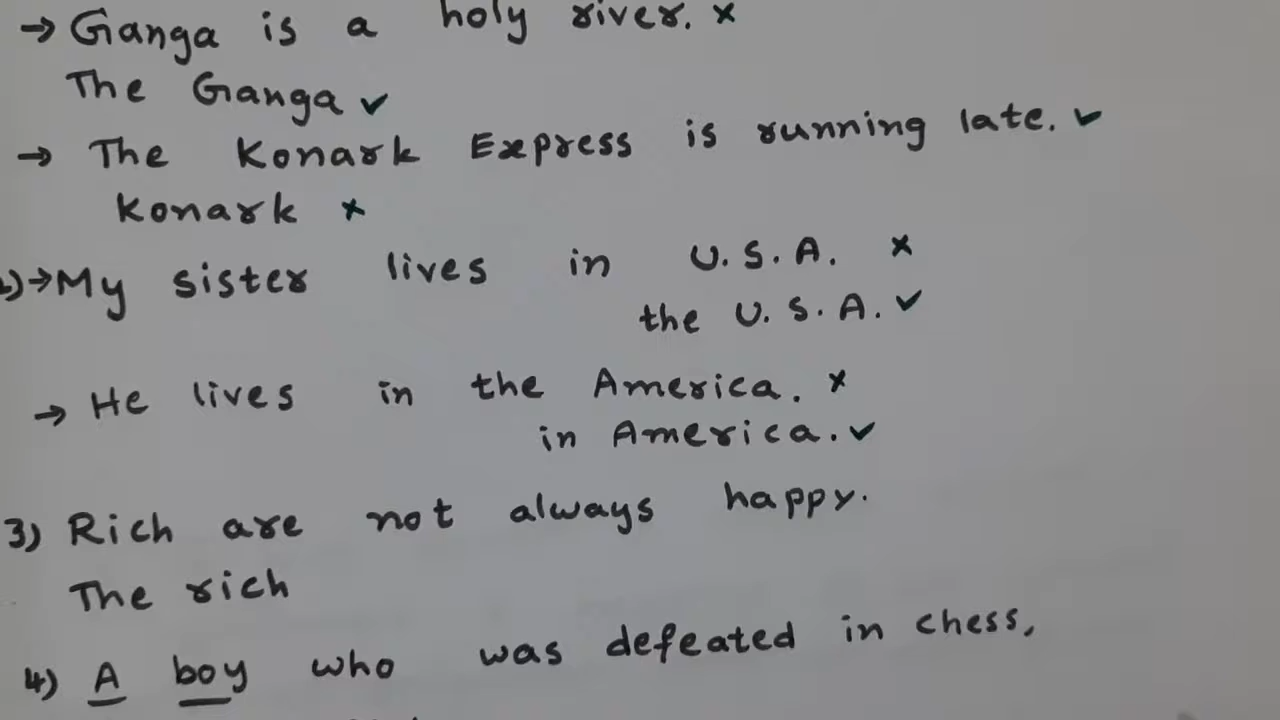 → Ganga is a holy river. ×
The Ganga ✓
→ The Konark Express is running late. ✓
Konark ×
)→ My sister lives in U.S.A. ×
the U.S.A. ✓
→ He lives in the America. ×
in America. ✓
3) Rich are not always happy.
The rich
4) A boy who was defeated in chess,